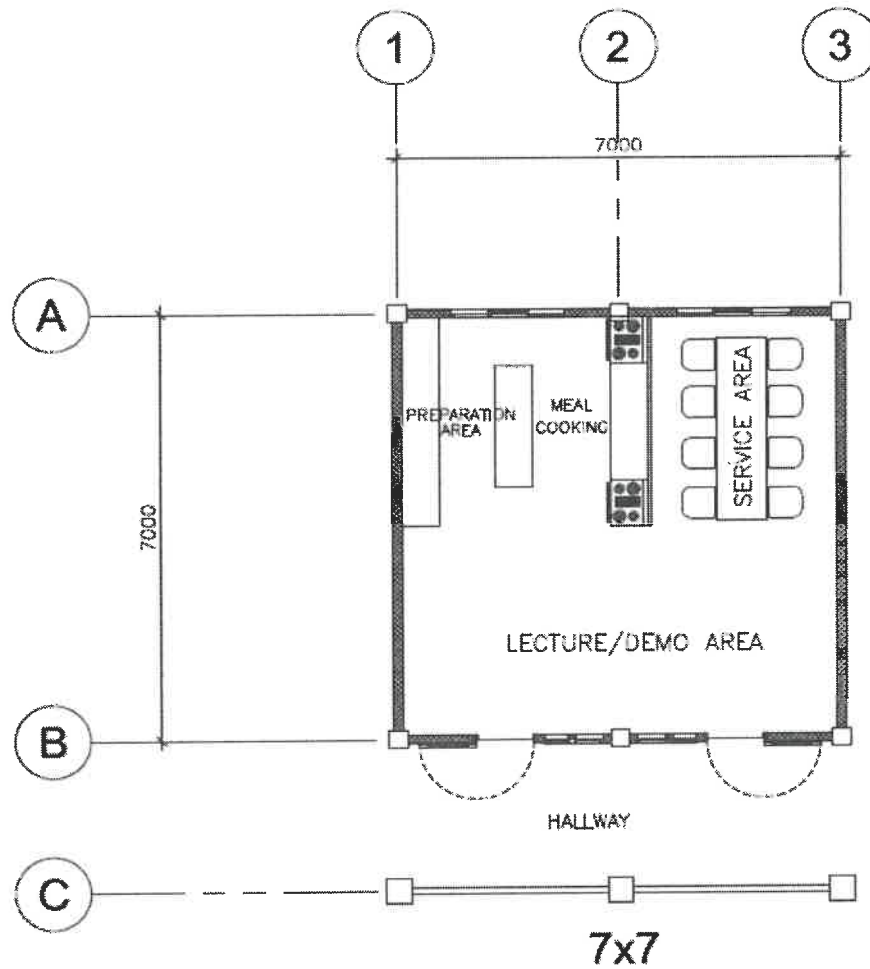 1 2 3
7000
A
PREPARATION
AREA
MEAL
COOKING
SERVICE AREA
7000
LECTURE/DEMO AREA
B
HALLWAY
C
7x7